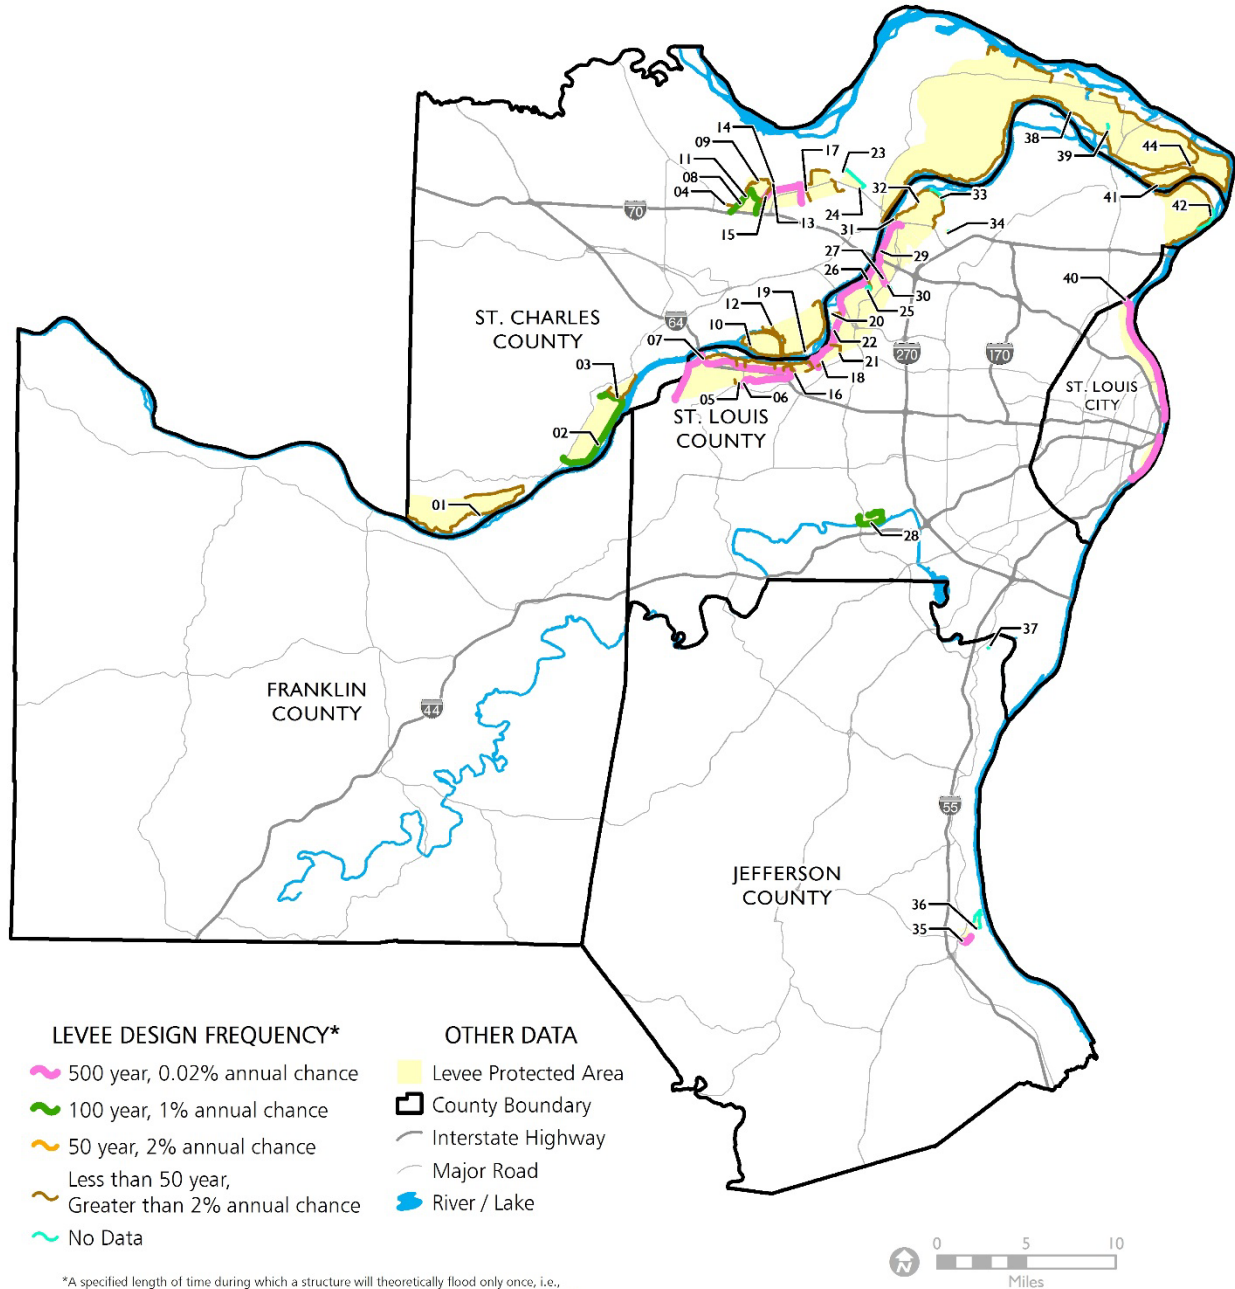 14
09
17
11
23
08
38
39
44
04
32
70
33
24
41
42
15
13
31
34
27
29
26
40
19
12
30
25
ST. CHARLES
COUNTY
64
10
20
07
22
270
170
03
21
18
ST. LOUIS
CITY
05
06
16
ST. LOUIS
COUNTY
02
01
28
37
FRANKLIN
COUNTY
44
55
JEFFERSON
COUNTY
36
35
LEVEE DESIGN FREQUENCY*
500 year, 0.02% annual chance
100 year, 1% annual chance
50 year, 2% annual chance
Less than 50 year,
Greater than 2% annual chance
No Data
OTHER DATA
Levee Protected Area
County Boundary
Interstate Highway
Major Road
River / Lake
N
0 5 10
Miles
*A specified length of time during which a structure will theoretically flood only once, i.e.,